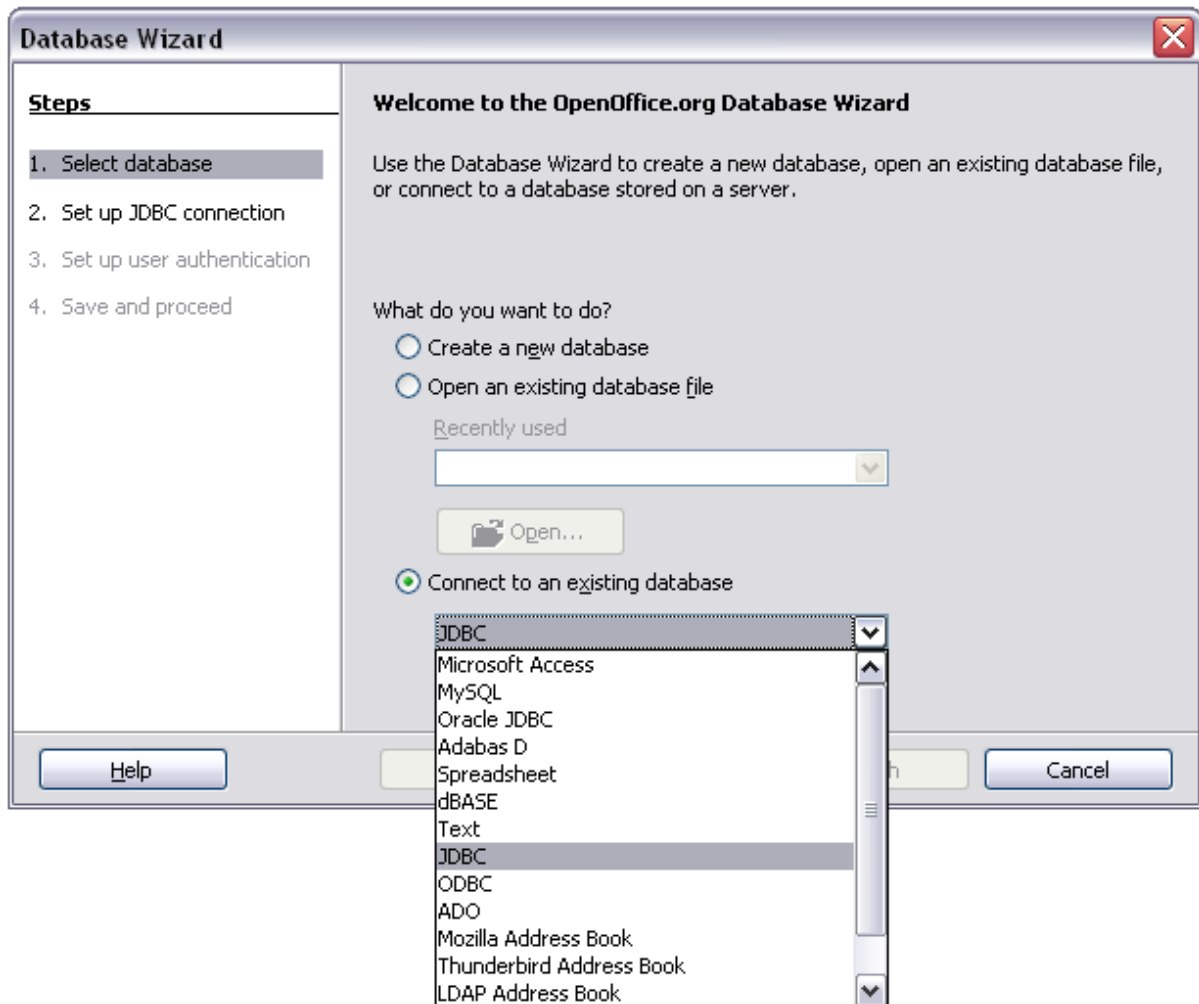 Database Wizard
Steps
1. Select database
2. Set up JDBC connection
3. Set up user authentication
4. Save and proceed
Welcome to the OpenOffice.org Database Wizard
Use the Database Wizard to create a new database, open an existing database file,
or connect to a database stored on a server.
What do you want to do?
Create a new database
Open an existing database file
Recently used
Open...
Connect to an existing database
JDBC
Microsoft Access
MySQL
Oracle JDBC
Adabas D
Spreadsheet
dBASE
Text
JDBC
ODBC
ADO
Mozilla Address Book
Thunderbird Address Book
LDAP Address Book
Help
Cancel